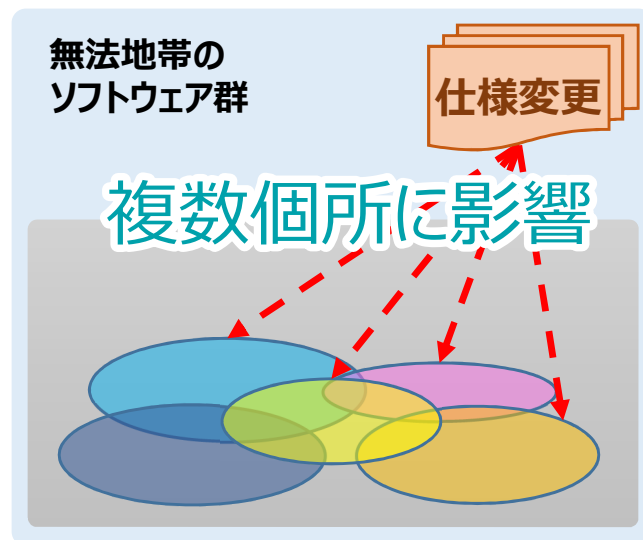 無法地帯の
ソフトウェア群
仕様変更
複数個所に影響